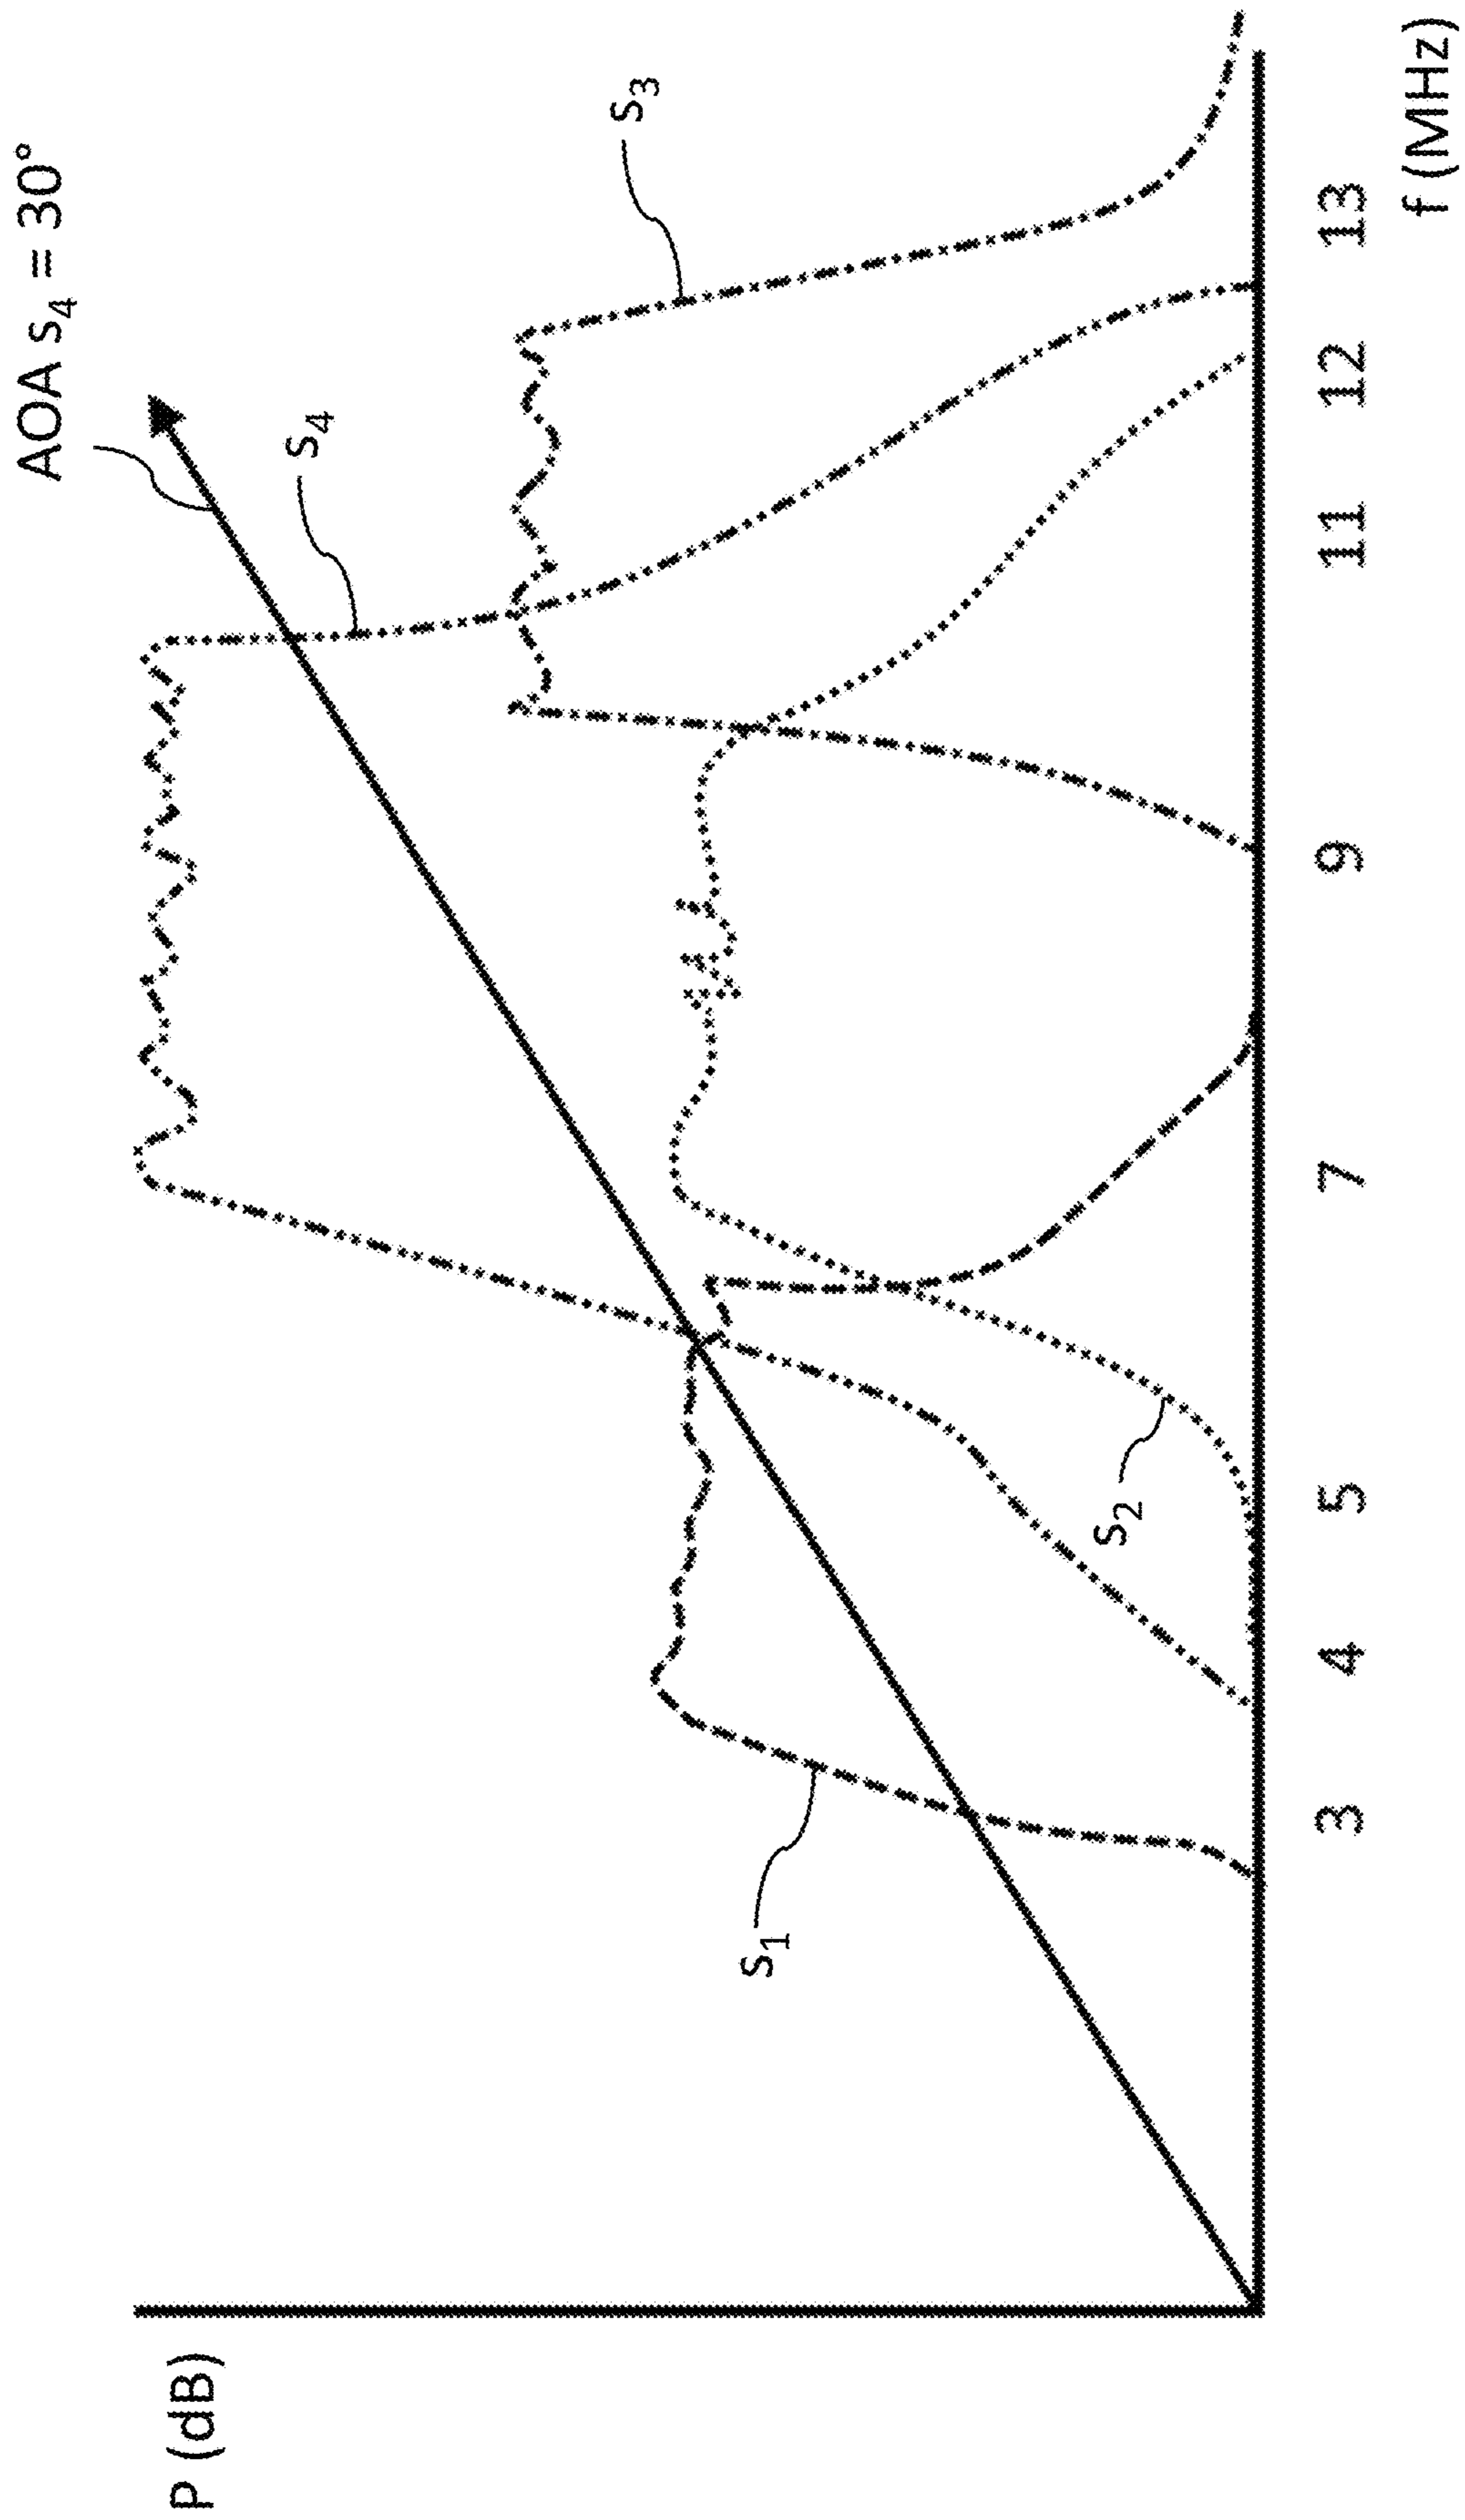 P (dB)
AOA s₄ = 30°
s₄
s₃
s₁
s₂
3 4 5 7 9 11 12 13
f (MHz)